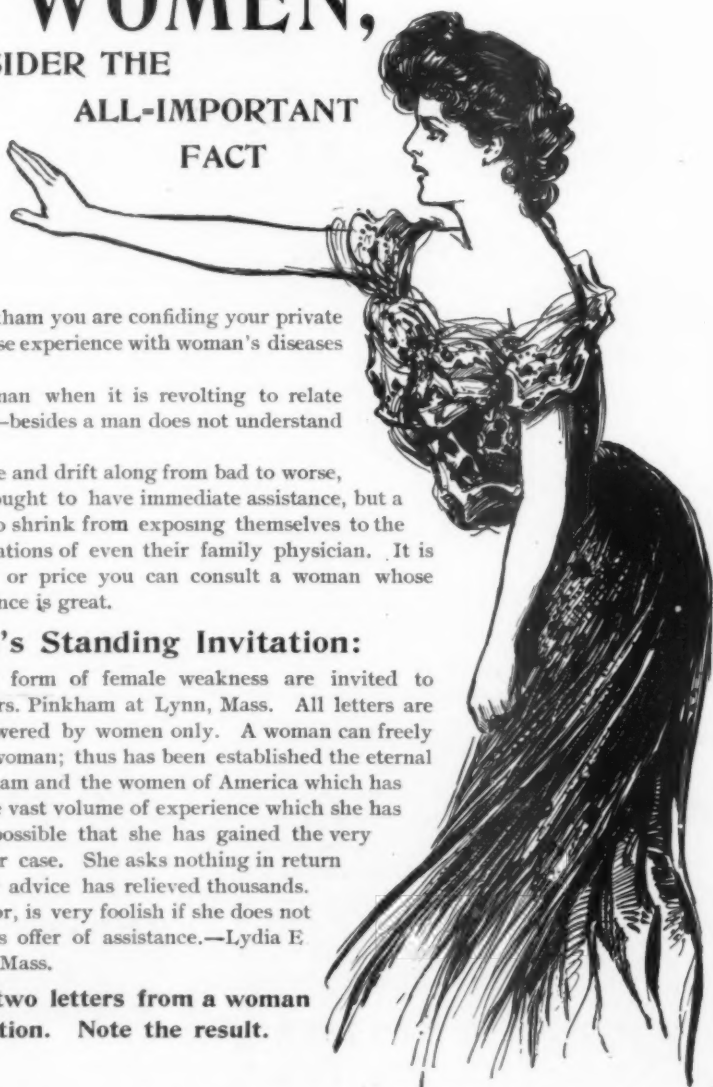 WOMEN,
SIDER THE
ALL-IMPORTANT
FACT
kham you are confiding your private
se experience with woman's diseases
nan when it is revolting to relate
—besides a man does not understand
e and drift along from bad to worse,
ought to have immediate assistance, but a
o shrink from exposing themselves to the
ations of even their family physician. It is
or price you can consult a woman whose
nce is great.
's Standing Invitation:
form of female weakness are invited to
rs. Pinkham at Lynn, Mass. All letters are
wered by women only. A woman can freely
woman; thus has been established the eternal
am and the women of America which has
e vast volume of experience which she has
possible that she has gained the very
r case. She asks nothing in return
advice has relieved thousands.
or, is very foolish if she does not
s offer of assistance.—Lydia E
Mass.
two letters from a woman
tion. Note the result.